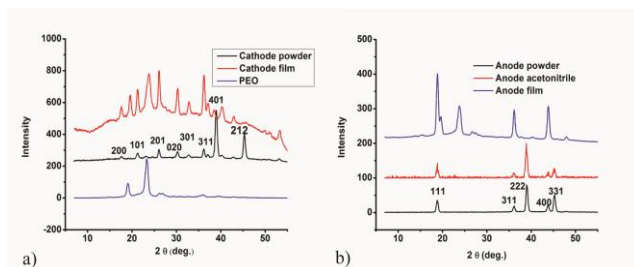 1000
800
600
400
200
0
Intensity
Cathode powder
Cathode film
PEO
401
200
101
201
020
301
311
212
10
20
30
40
50
2 θ (deg.)
a)
500
400
300
200
100
0
Intensity
Anode powder
Anode acetonitrile
Anode film
111
311
222
400
331
10
20
30
40
50
2 θ (deg.)
b)